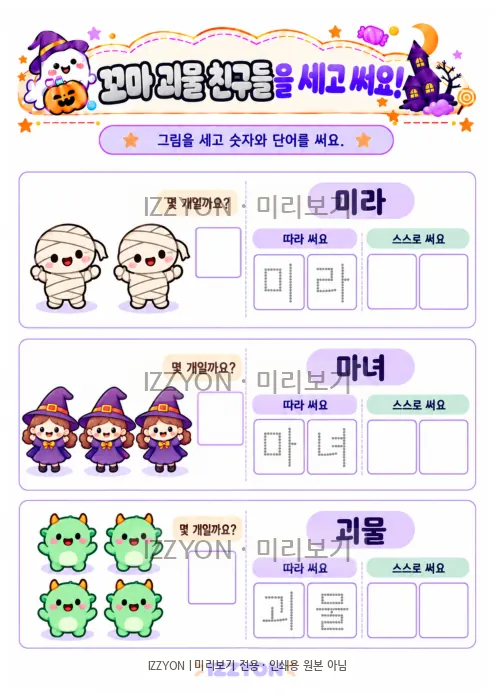 꼬마 괴물 친구들을 세고 써요!
그림을 세고 숫자와 단어를 써요.
몇 개일까요?
미라
IZZYON · 미리보기
따라 써요
스스로 써요
미 라
몇 개일까요?
마녀
IZZYON · 미리보기
따라 써요
스스로 써요
마 녀
몇 개일까요?
괴물
IZZYON · 미리보기
따라 써요
스스로 써요
괴 물
IZZYON | 미리보기 전용 · 인쇄용 원본 아님
IZZYON